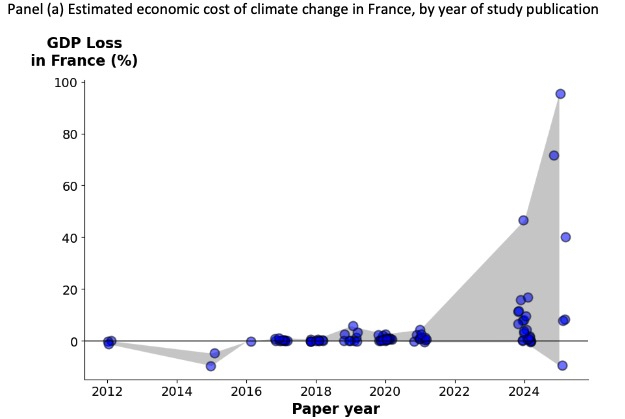 Panel (a) Estimated economic cost of climate change in France, by year of study publication
GDP Loss
in France (%)
100
80
60
40
20
0
2012 2014 2016 2018 2020 2022 2024
Paper year